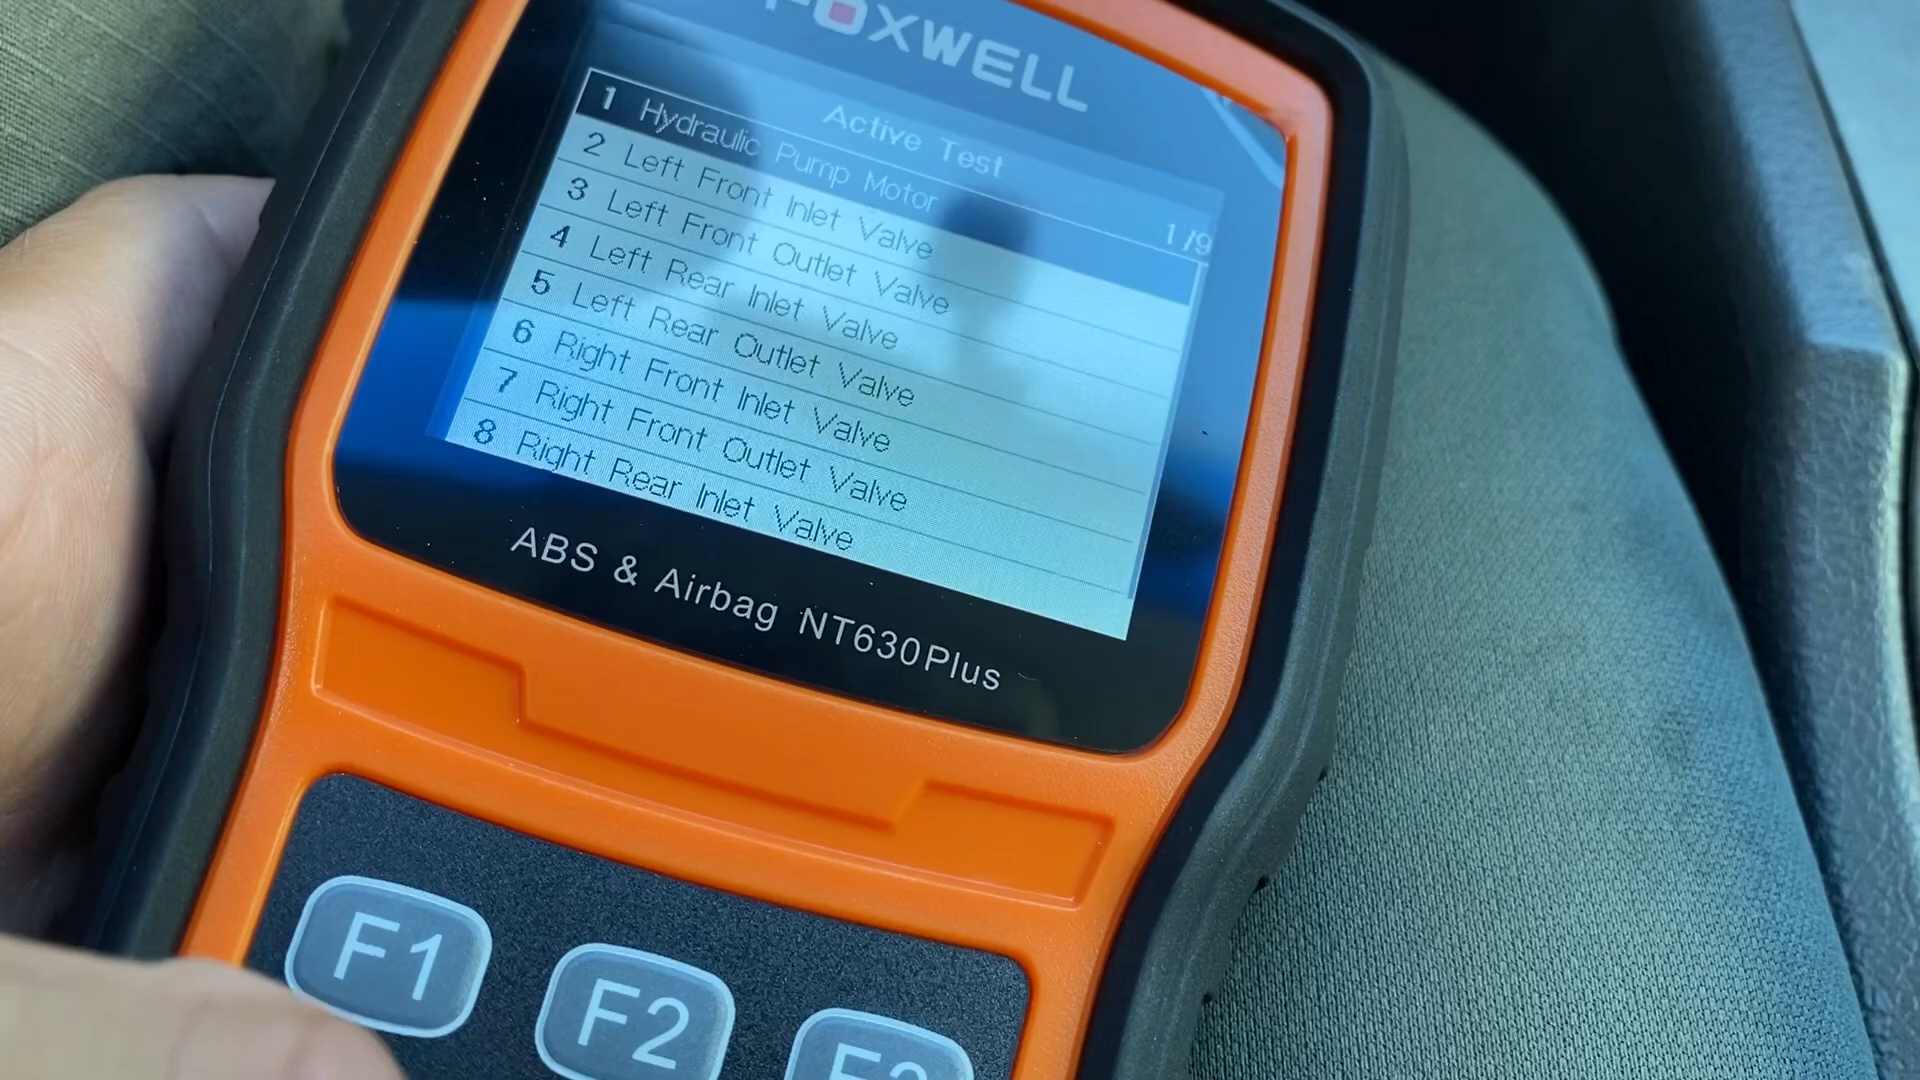 FOXWELL
Active Test
1 Hydraulic Pump Motor 1/9
2 Left Front Inlet Valve
3 Left Front Outlet Valve
4 Left Rear Inlet Valve
5 Left Rear Outlet Valve
6 Right Front Inlet Valve
7 Right Front Outlet Valve
8 Right Rear Inlet Valve
ABS & Airbag NT630Plus
F1
F2
F3